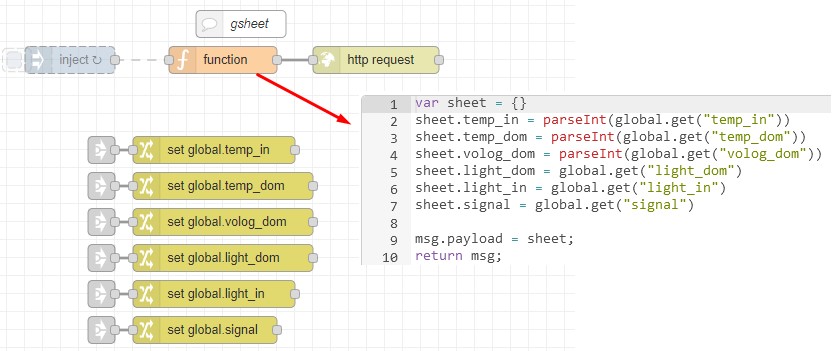 gsheet
inject ↻
function
http request
set global.temp_in
set global.temp_dom
set global.volog_dom
set global.light_dom
set global.light_in
set global.signal
1 var sheet = {}
2 sheet.temp_in = parseInt(global.get("temp_in"))
3 sheet.temp_dom = parseInt(global.get("temp_dom"))
4 sheet.volog_dom = parseInt(global.get("volog_dom"))
5 sheet.light_dom = global.get("light_dom")
6 sheet.light_in = global.get("light_in")
7 sheet.signal = global.get("signal")
8
9 msg.payload = sheet;
10 return msg;